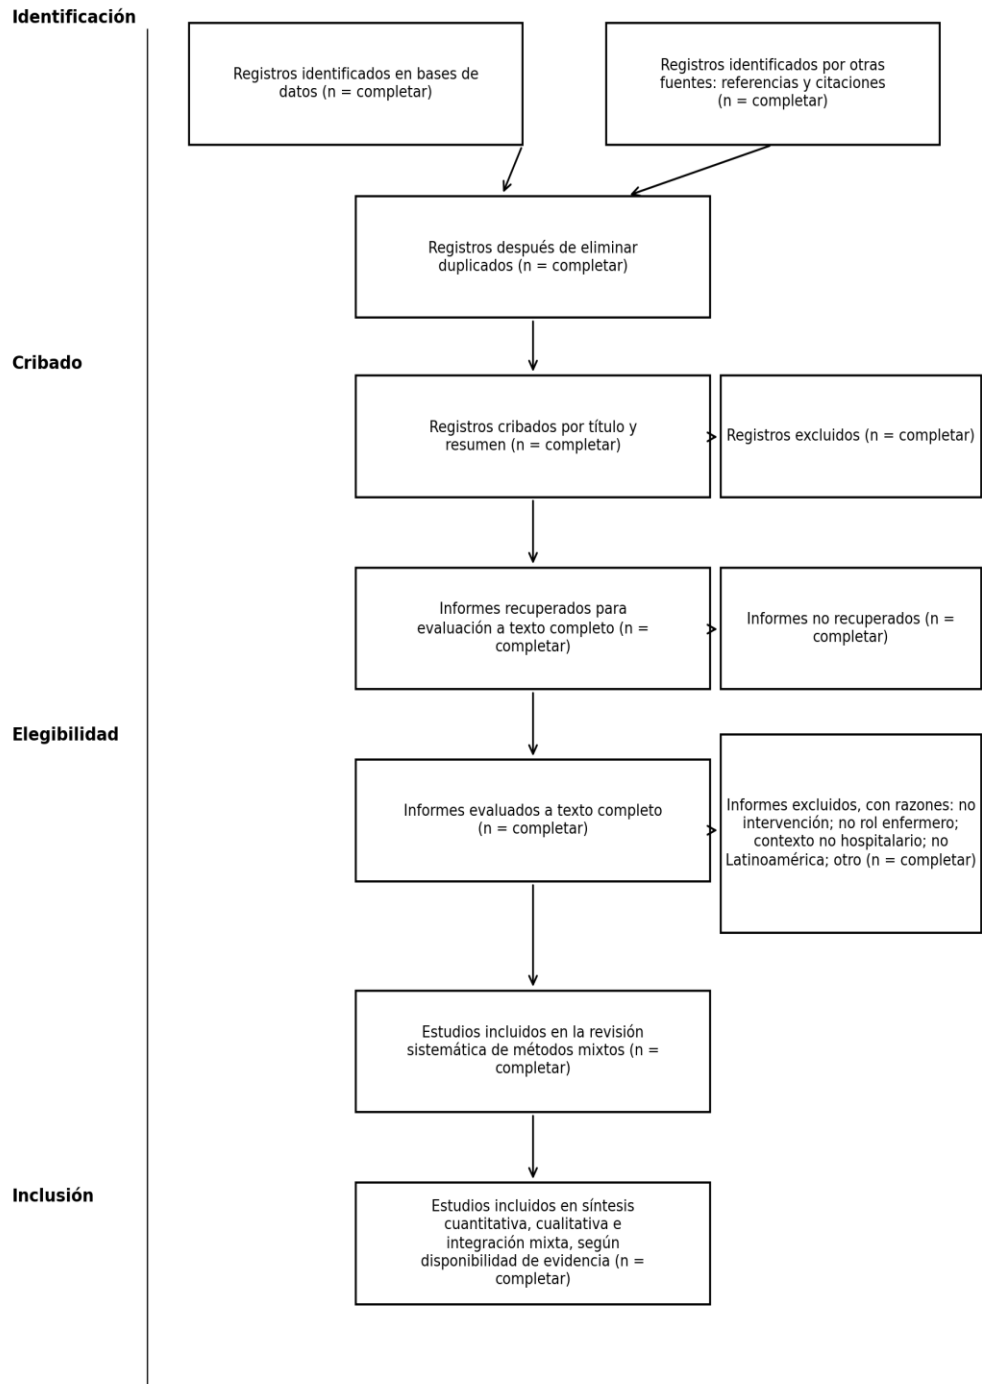 Identificación
Registros identificados en bases de
datos (n = completar)
Registros identificados por otras
fuentes: referencias y citaciones
(n = completar)
Registros después de eliminar
duplicados (n = completar)
Cribado
Registros cribados por título y
resumen (n = completar)
Registros excluidos (n = completar)
Informes recuperados para
evaluación a texto completo (n =
completar)
Informes no recuperados (n =
completar)
Elegibilidad
Informes evaluados a texto completo
(n = completar)
Informes excluidos, con razones: no
intervención; no rol enfermero;
contexto no hospitalario; no
Latinoamérica; otro (n = completar)
Estudios incluidos en la revisión
sistemática de métodos mixtos (n =
completar)
Inclusión
Estudios incluidos en síntesis
cuantitativa, cualitativa e
integración mixta, según
disponibilidad de evidencia (n =
completar)